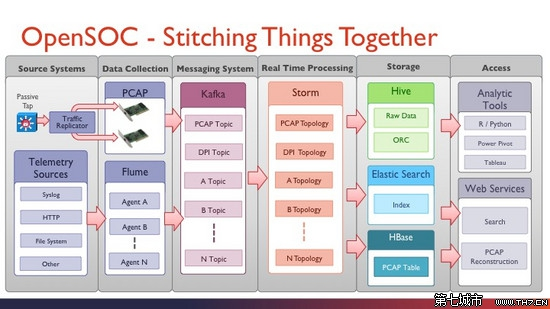 OpenSOC - Stitching Things Together
Source Systems
Data Collection
Messaging System
Real Time Processing
Storage
Access
Passive
Tap
Traffic
Replicator
Telemetry
Sources
Syslog
HTTP
File System
Other
PCAP
Flume
Agent A
Agent B
Agent N
Kafka
PCAP Topic
DPI Topic
A Topic
B Topic
N Topic
Storm
PCAP Topology
DPI Topology
A Topology
B Topology
N Topology
Hive
Raw Data
ORC
Elastic Search
Index
HBase
PCAP Table
Analytic
Tools
R / Python
Power Pivot
Tableau
Web Services
Search
PCAP
Reconstruction
第七城市
WWW.TH7.CN